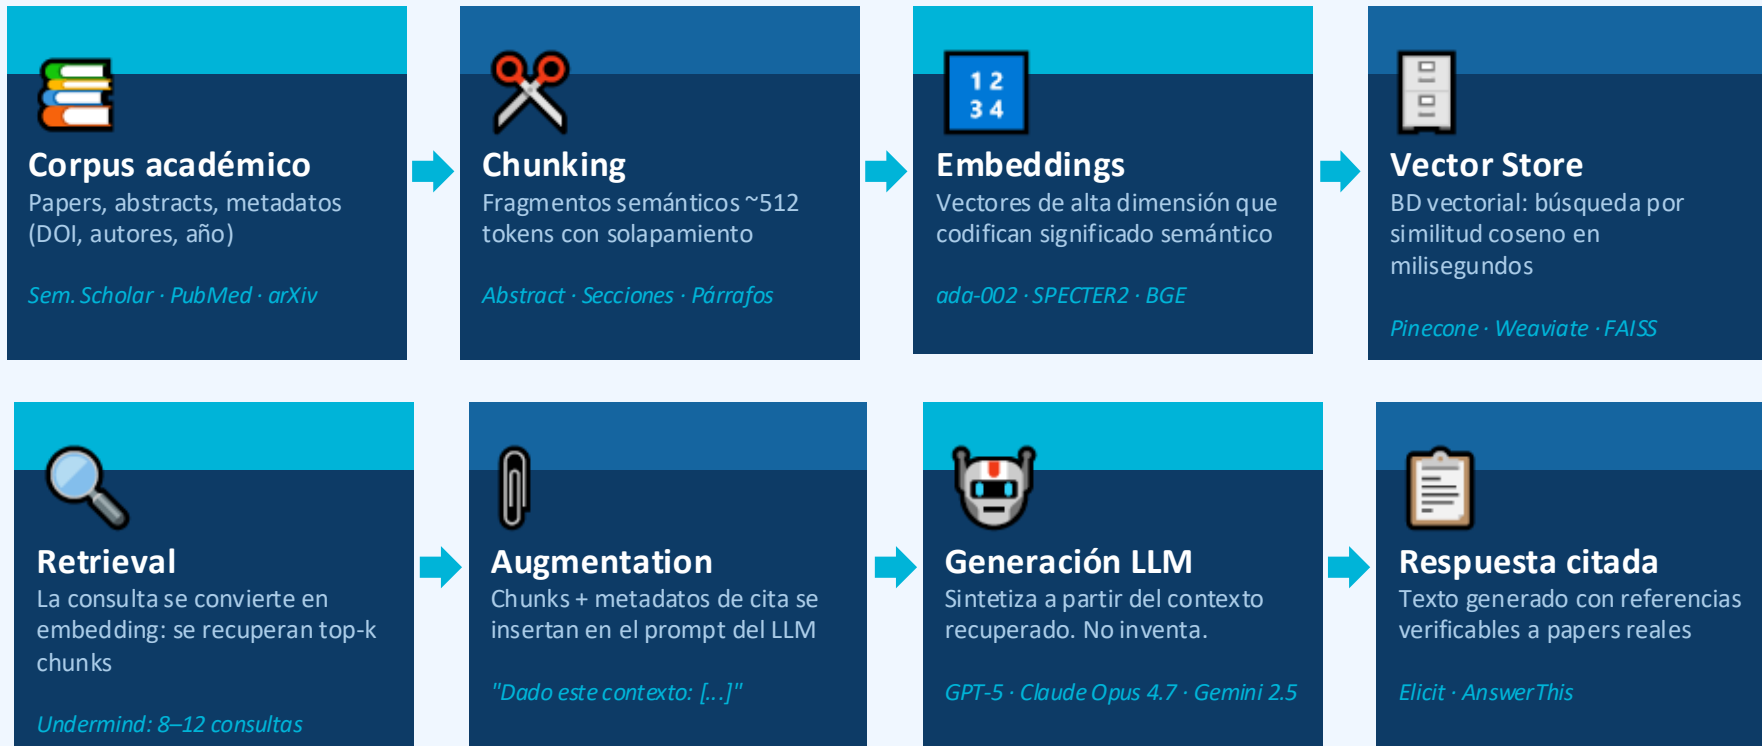 1 2
3 4
Corpus académico
Papers, abstracts, metadatos
(DOI, autores, año)
Sem. Scholar · PubMed · arXiv
Chunking
Fragmentos semánticos ~512
tokens con solapamiento
Abstract · Secciones · Párrafos
Embeddings
Vectores de alta dimensión que
codifican significado semántico
ada-002 · SPECTER2 · BGE
Vector Store
BD vectorial: búsqueda por
similitud coseno en
milisegundos
Pinecone · Weaviate · FAISS
Retrieval
La consulta se convierte en
embedding: se recuperan top-k
chunks
Undermind: 8–12 consultas
Augmentation
Chunks + metadatos de cita se
insertan en el prompt del LLM
"Dado este contexto: [...]"
Generación LLM
Sintetiza a partir del contexto
recuperado. No inventa.
GPT-5 · Claude Opus 4.7 · Gemini 2.5
Respuesta citada
Texto generado con referencias
verificables a papers reales
Elicit · AnswerThis